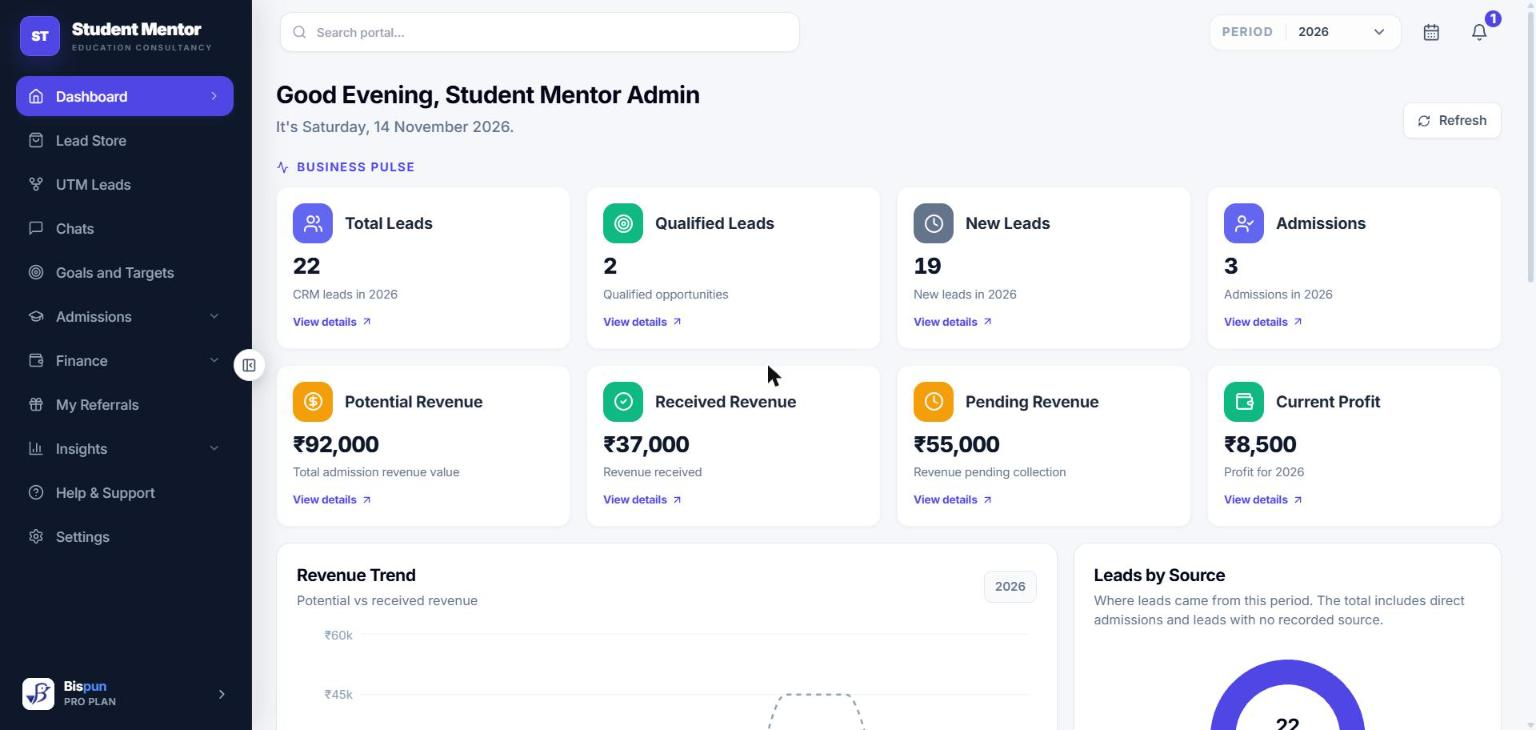 ST
Student Mentor
EDUCATION CONSULTANCY
Dashboard
Lead Store
UTM Leads
Chats
Goals and Targets
Admissions
Finance
My Referrals
Insights
Help & Support
Settings
Bispun
PRO PLAN
Search portal...
PERIOD 2026
1
Good Evening, Student Mentor Admin
It's Saturday, 14 November 2026.
Refresh
BUSINESS PULSE
Total Leads
22
CRM leads in 2026
View details
Qualified Leads
2
Qualified opportunities
View details
New Leads
19
New leads in 2026
View details
Admissions
3
Admissions in 2026
View details
Potential Revenue
₹92,000
Total admission revenue value
View details
Received Revenue
₹37,000
Revenue received
View details
Pending Revenue
₹55,000
Revenue pending collection
View details
Current Profit
₹8,500
Profit for 2026
View details
Revenue Trend
Potential vs received revenue
2026
₹60k
₹45k
Leads by Source
Where leads came from this period. The total includes direct
admissions and leads with no recorded source.
22